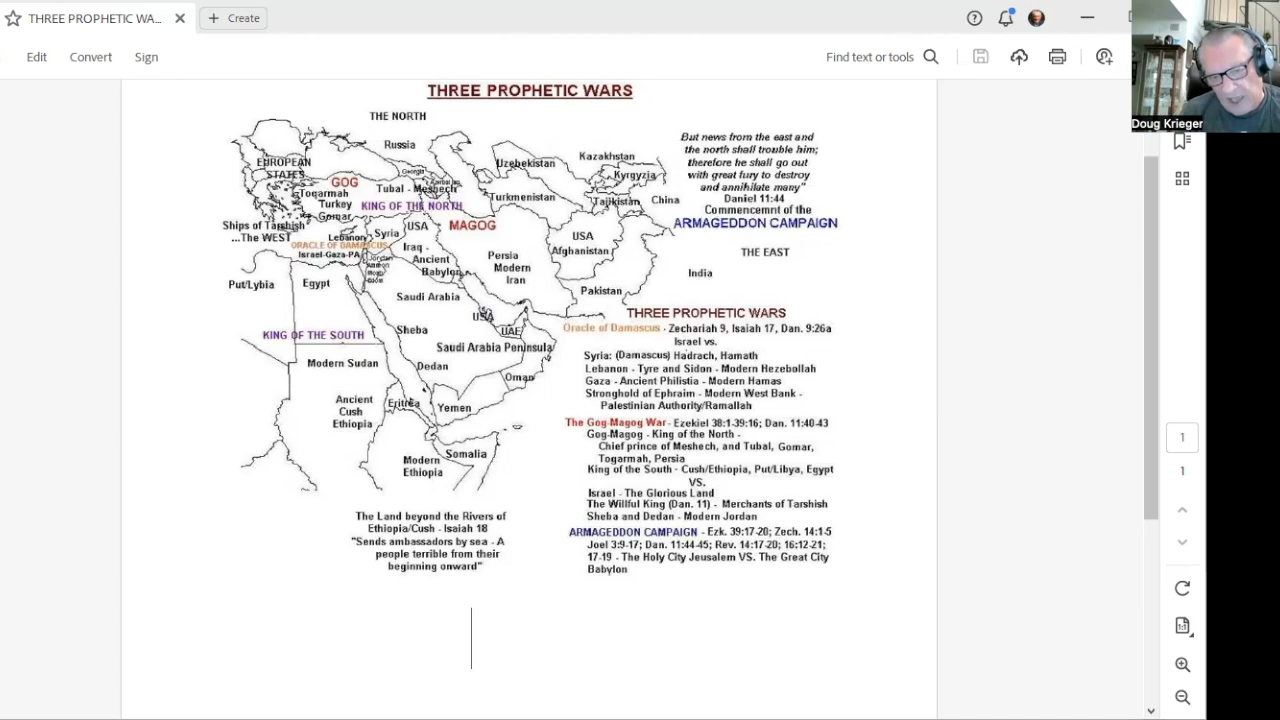 THREE PROPHETIC WA...
Create
Edit
Convert
Sign
Find text or tools
Doug Krieger
THREE PROPHETIC WARS
THE NORTH
Russia
EUROPEAN
STATES
GOG
Georgia
Togarmah
Tubal - Meshech
Turkey
KING OF THE NORTH
Gomar
Ships of Tarshish
...The WEST
Lebanon
Syria
USA
MAGOG
ORACLE OF DAMASCUS
Israel-Gaza-PA
Iraq -
Ancient
Babylon
Jordan
Ammon
Moab
Edom
Persia
Modern
Iran
Uzebekistan
Kazakhstan
Kyrgyzia
Turkmenistan
Tajikistan
China
USA
Afghanistan
Pakistan
India
THE EAST
Put/Lybia
Egypt
Saudi Arabia
USA
UAE
KING OF THE SOUTH
Sheba
Saudi Arabia Peninsula
Modern Sudan
Dedan
Oman
Ancient
Cush
Ethiopia
Eritrea
Yemen
Somalia
Modern
Ethiopia
But news from the east and
the north shall trouble him;
therefore he shall go out
with great fury to destroy
and annihilate many"
Daniel 11:44
Commencemnt of the
ARMAGEDDON CAMPAIGN
THREE PROPHETIC WARS
Oracle of Damascus - Zechariah 9, Isaiah 17, Dan. 9:26a
Israel vs.
Syria: (Damascus) Hadrach, Hamath
Lebanon - Tyre and Sidon - Modern Hezebollah
Gaza - Ancient Philistia - Modern Hamas
Stronghold of Ephraim - Modern West Bank -
Palestinian Authority/Ramallah
The Gog-Magog War - Ezekiel 38:1-39:16; Dan. 11:40-43
Gog-Magog - King of the North -
Chief prince of Meshech, and Tubal, Gomar,
Togarmah, Persia
King of the South - Cush/Ethiopia, Put/Libya, Egypt
VS.
Israel - The Glorious Land
The Willful King (Dan. 11) - Merchants of Tarshish
Sheba and Dedan - Modern Jordan
ARMAGEDDON CAMPAIGN - Ezk. 39:17-20; Zech. 14:1-5
Joel 3:9-17; Dan. 11:44-45; Rev. 14:17-20; 16:12-21;
17-19 - The Holy City Jeusalem VS. The Great City
Babylon
The Land beyond the Rivers of
Ethiopia/Cush - Isaiah 18
"Sends ambassadors by sea - A
people terrible from their
beginning onward"
1
1